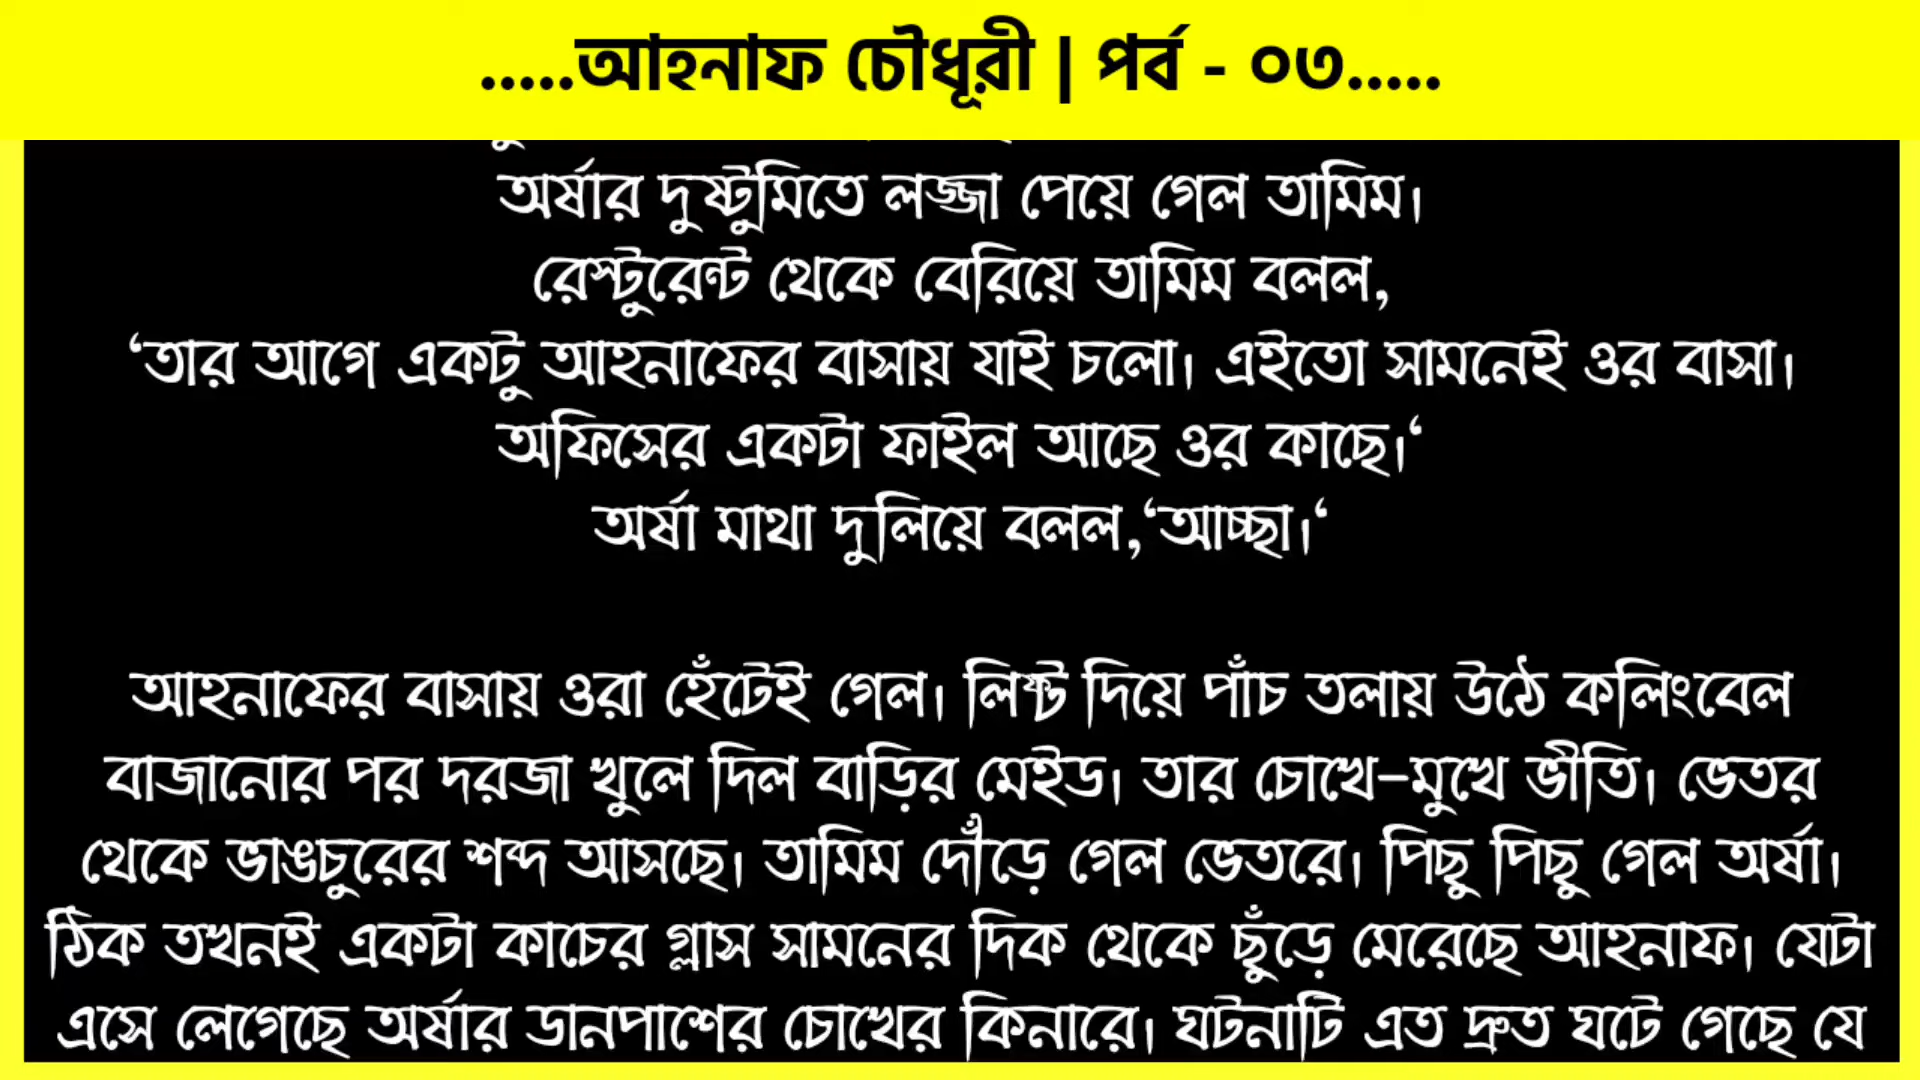 .....আহনাফ চৌধূরী | পর্ব - ০৩.....
অর্ষার দুষ্টুমিতে লজ্জা পেয়ে গেল তামিম।
রেস্টুরেন্ট থেকে বেরিয়ে তামিম বলল,
‘তার আগে একটু আহনাফের বাসায় যাই চলো। এইতো সামনেই ওর বাসা।
অফিসের একটা ফাইল আছে ওর কাছে।‘
অর্ষা মাথা দুলিয়ে বলল,‘আচ্ছা।‘
আহনাফের বাসায় ওরা হেঁটেই গেল। লিফ্ট দিয়ে পাঁচ তলায় উঠে কলিংবেল
বাজানোর পর দরজা খুলে দিল বাড়ির মেইড। তার চোখে-মুখে ভীতি। ভেতর
থেকে ভাঙচুরের শব্দ আসছে। তামিম দৌঁড়ে গেল ভেতরে। পিছু পিছু গেল অর্ষা।
ঠিক তখনই একটা কাচের গ্লাস সামনের দিক থেকে ছুঁড়ে মেরেছে আহনাফ। যেটা
এসে লেগেছে অর্ষার ডানপাশের চোখের কিনারে। ঘটনাটি এত দ্রুত ঘটে গেছে যে